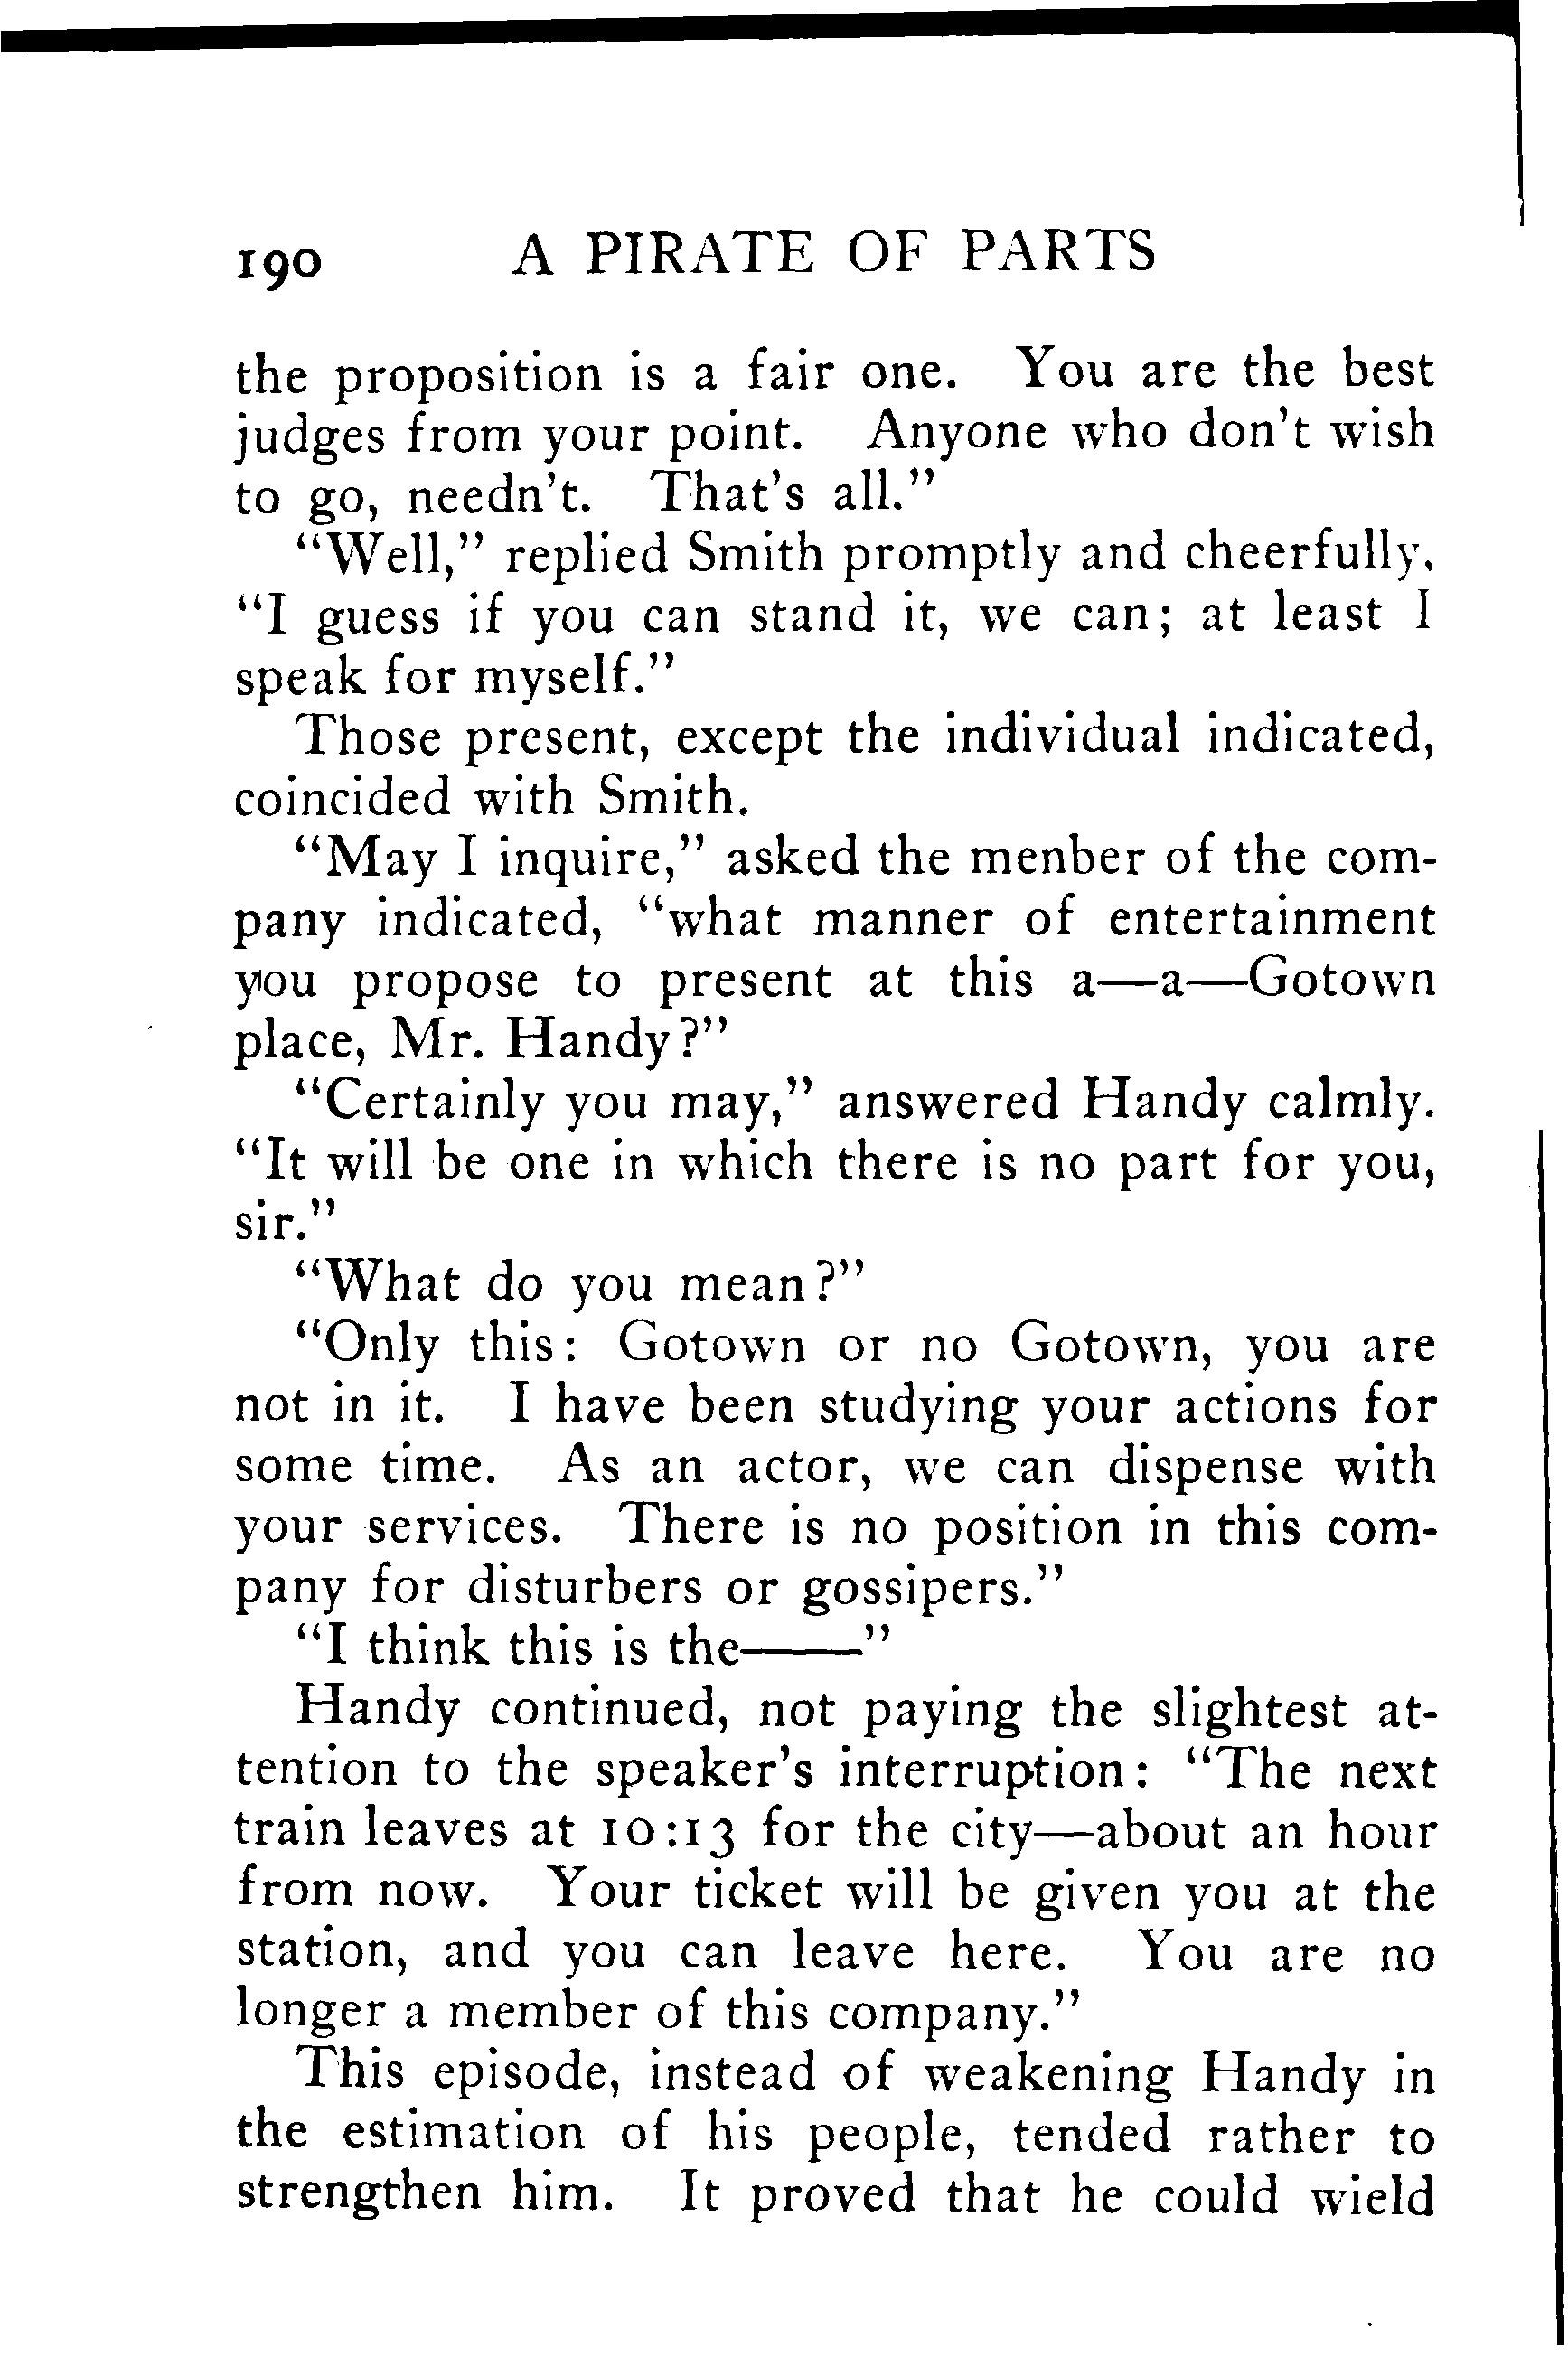 190 A PIRATE OF PARTS
the proposition is a fair one. You are the best
judges from your point. Anyone who don't wish
to go, needn't. That's all."
"Well," replied Smith promptly and cheerfully,
"I guess if you can stand it, we can; at least I
speak for myself."
Those present, except the individual indicated,
coincided with Smith.
"May I inquire," asked the menber of the com-
pany indicated, "what manner of entertainment
you propose to present at this a—a—Gotown
place, Mr. Handy?"
"Certainly you may," answered Handy calmly.
"It will be one in which there is no part for you,
sir."
"What do you mean?"
"Only this: Gotown or no Gotown, you are
not in it. I have been studying your actions for
some time. As an actor, we can dispense with
your services. There is no position in this com-
pany for disturbers or gossipers."
"I think this is the——"
Handy continued, not paying the slightest at-
tention to the speaker's interruption: "The next
train leaves at 10:13 for the city—about an hour
from now. Your ticket will be given you at the
station, and you can leave here. You are no
longer a member of this company."
This episode, instead of weakening Handy in
the estimation of his people, tended rather to
strengthen him. It proved that he could wield